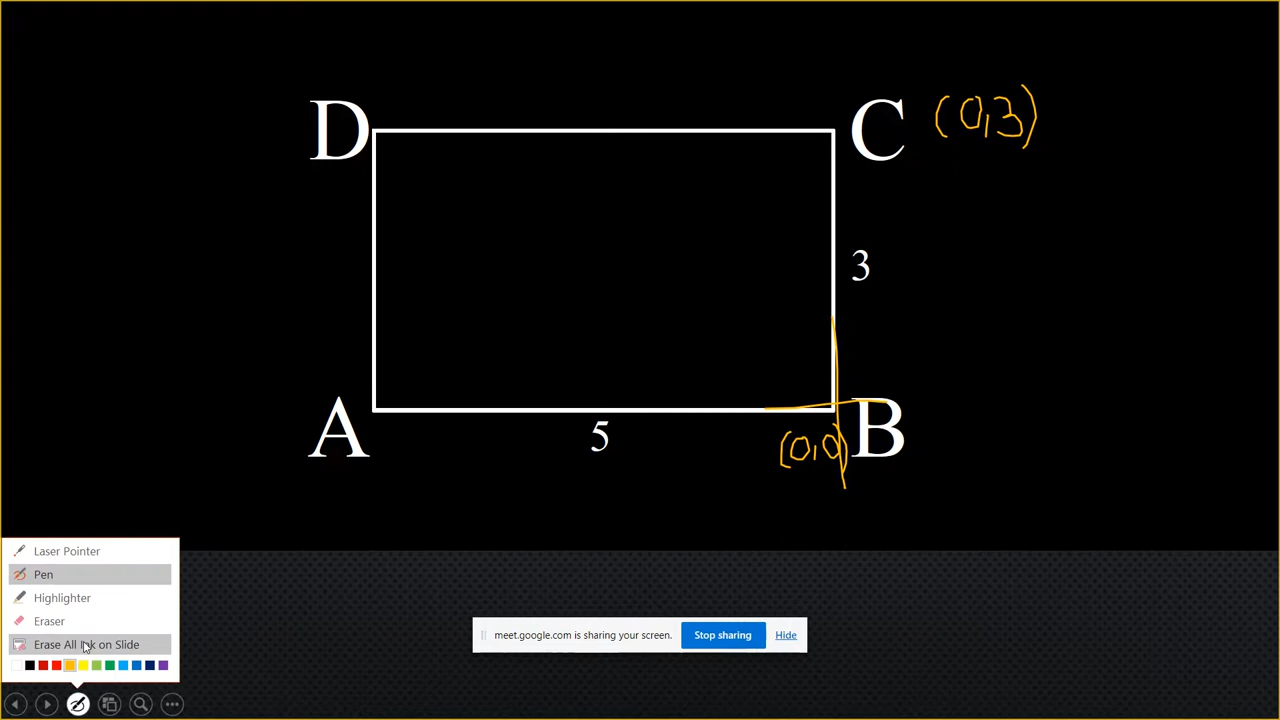 D
C
(0,3)
3
A
5
(0,0)
B
Laser Pointer
Pen
Highlighter
Eraser
Erase All Ink on Slide
meet.google.com is sharing your screen.
Stop sharing
Hide